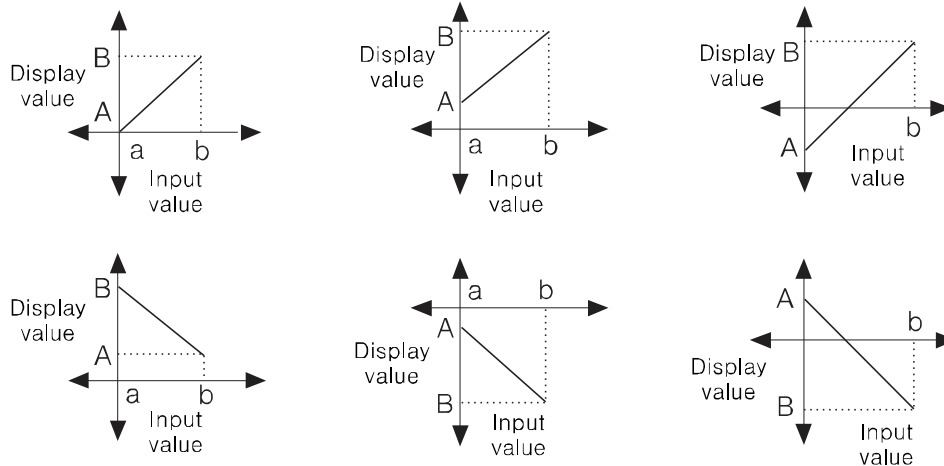 B
Display
value
A
a b
Input
value
B
Display
value
A
a b
Input
value
B
Display
value
b
A
Input
value
B
Display
value
A
a b
Input
value
a b
A
Display
value
B
Input
value
A
b
Display
value
B
Input
value